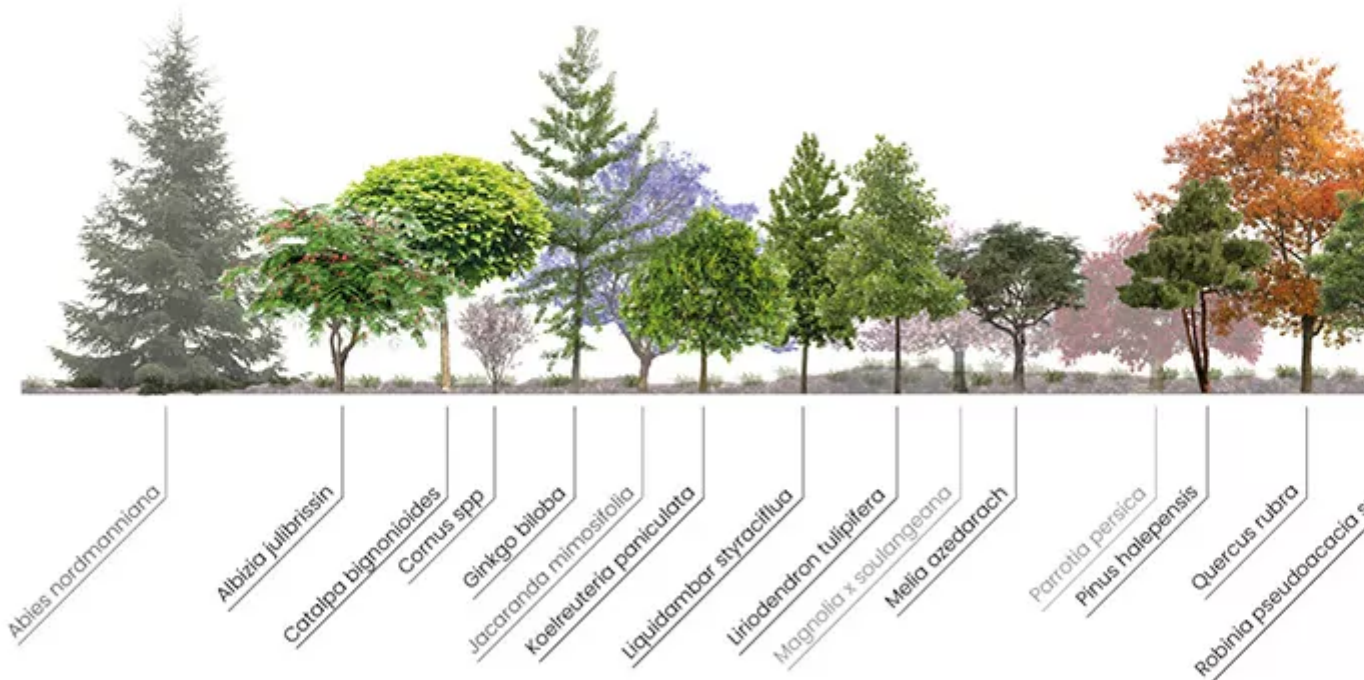 Abies nordmanniana
Albizia julibrissin
Catalpa bignonioides
Cornus spp
Ginkgo biloba
Jacaranda mimosifolia
Koelreuteria paniculata
Liquidambar styraciflua
Liriodendron tulipifera
Magnolia x soulangeana
Melia azedarach
Parrotia persica
Pinus halepensis
Quercus rubra
Robinia pseudoacacia s